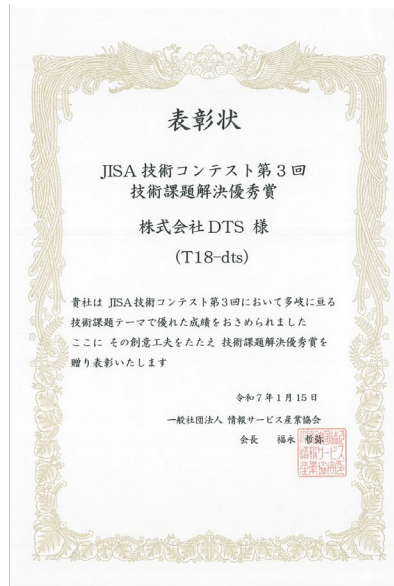 表彰状
JISA 技術コンテスト第3回
技術課題解決優秀賞
株式会社DTS 様
(T18-dts)
貴社は JISA技術コンテスト第3回において多岐に亘る
技術課題テーマで優れた成績をおさめられました
ここに その創意工夫をたたえ 技術課題解決優秀賞を
贈り表彰いたします
令和7年1月15日
一般社団法人 情報サービス産業協会
会長 福永 哲弥